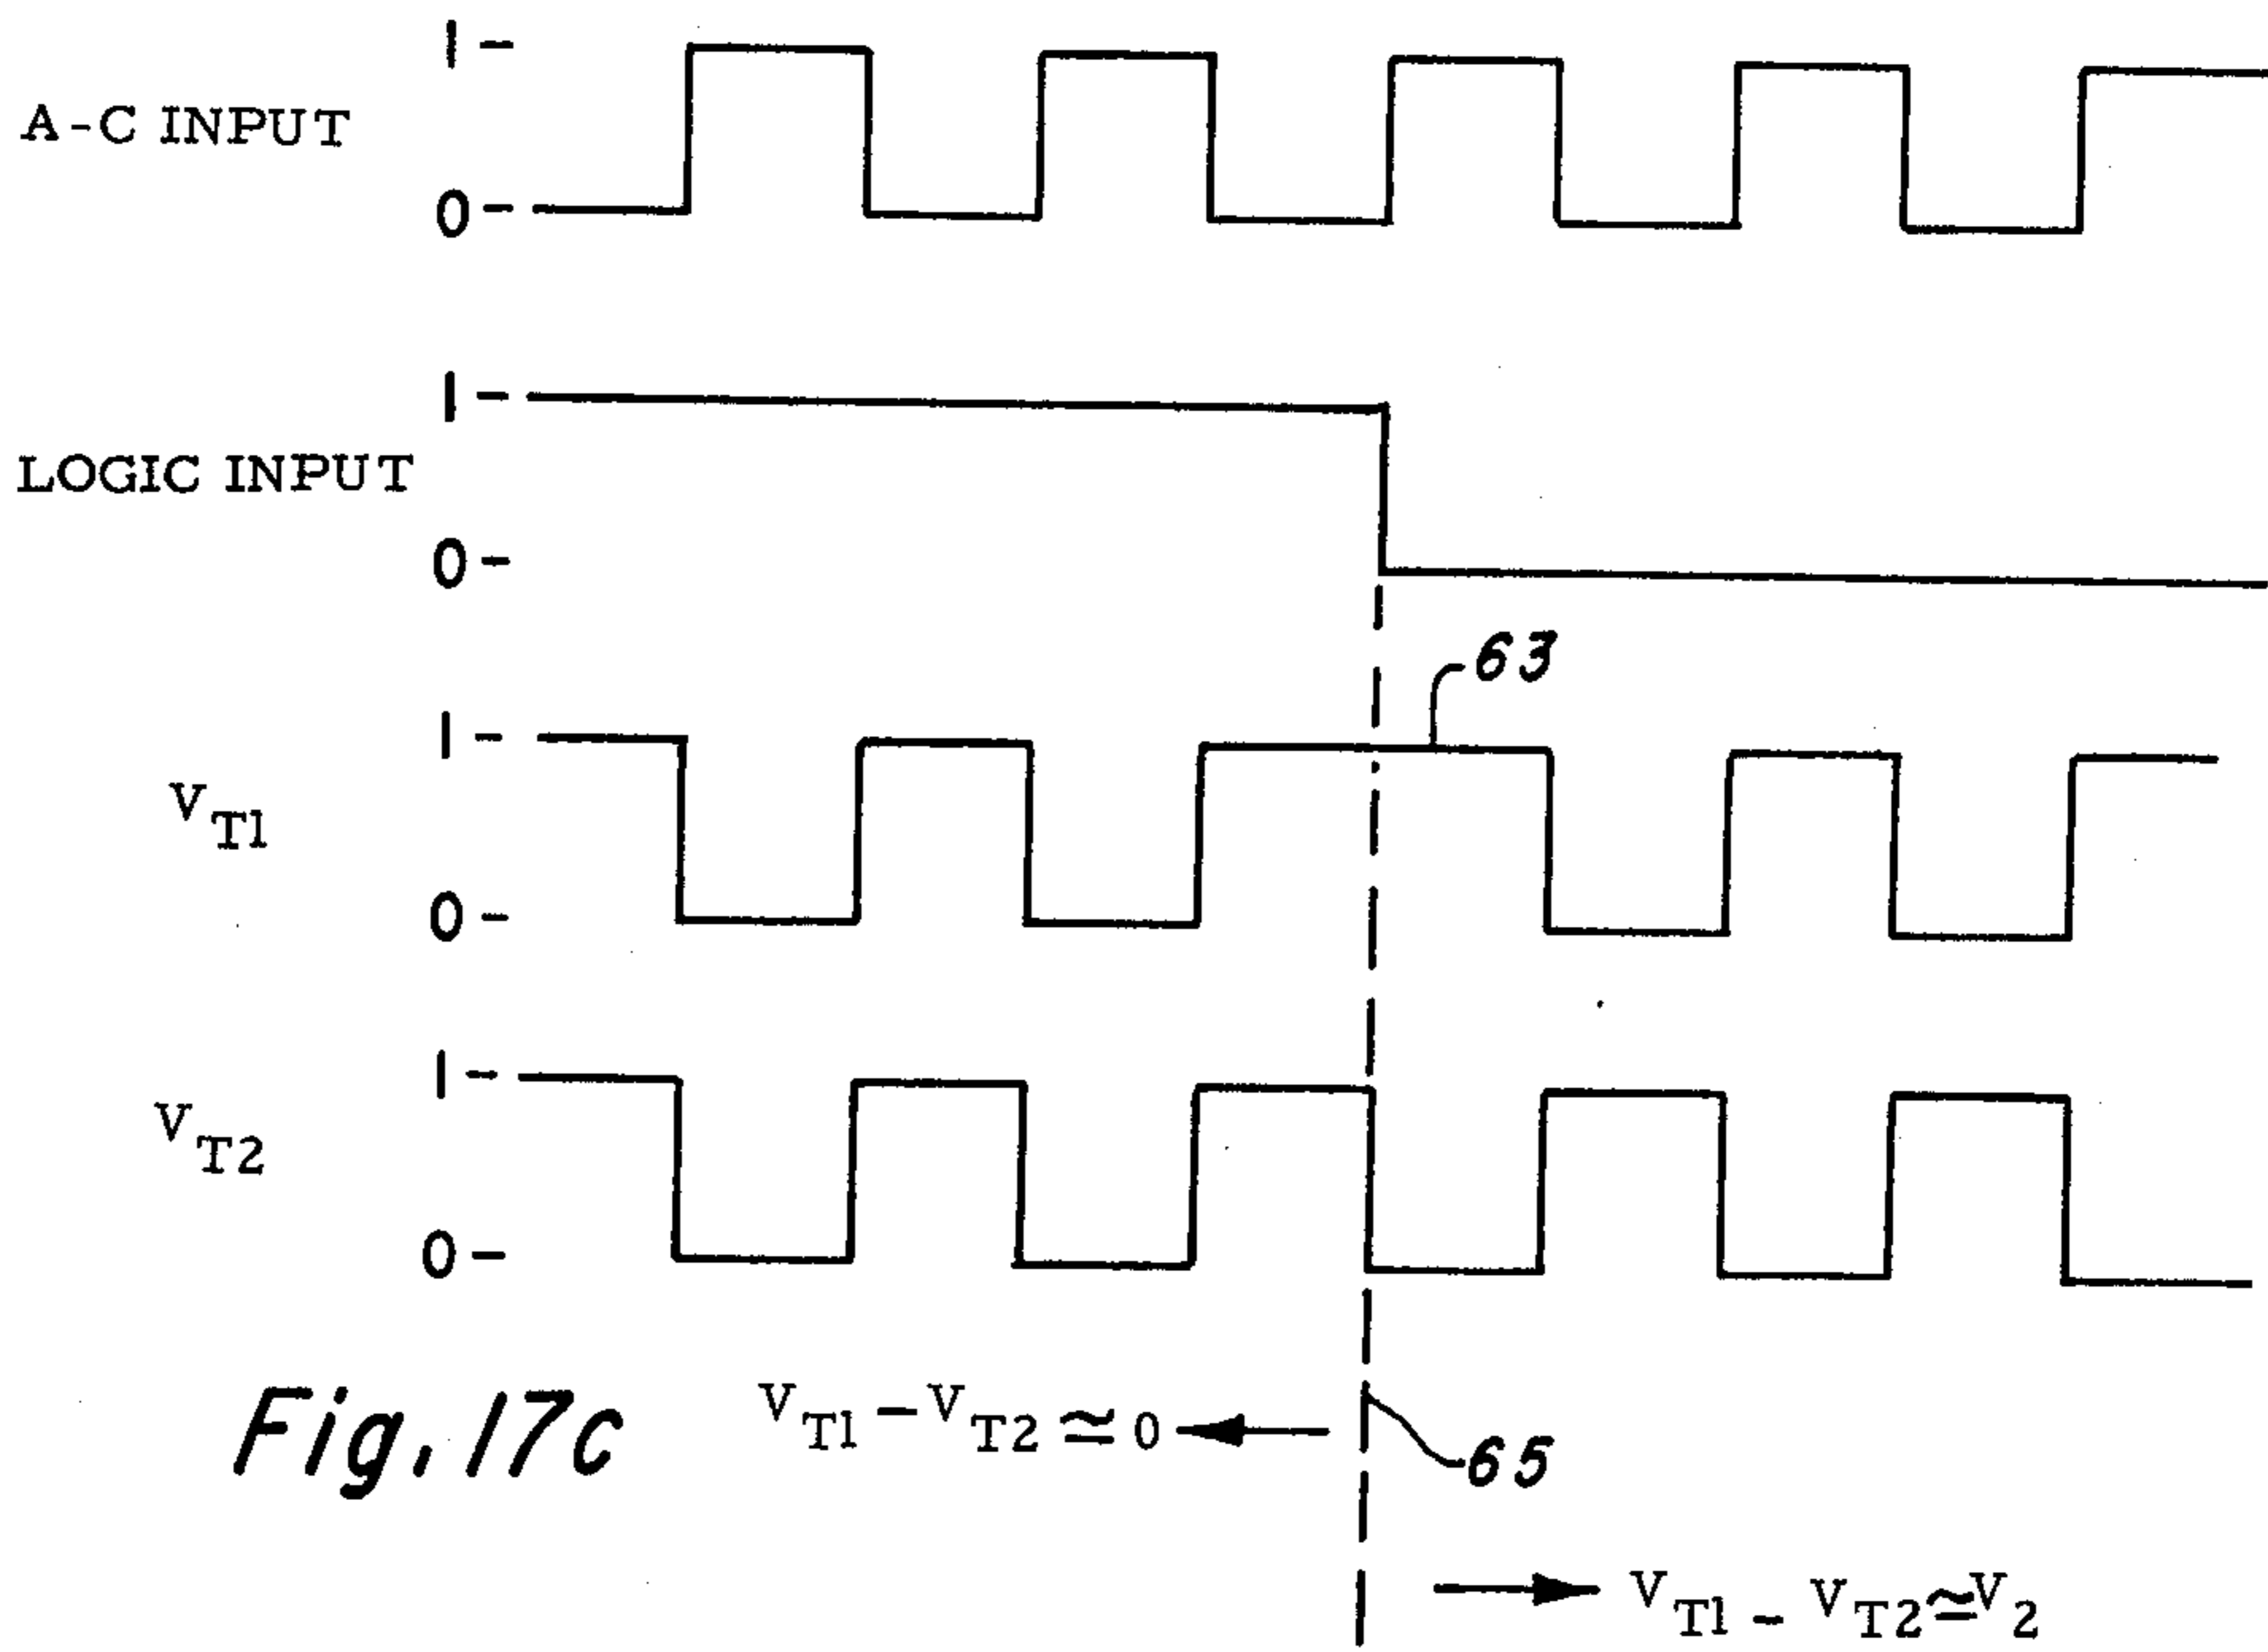 1-
A-C INPUT
0-
1-
LOGIC INPUT
0-
63
1-
VT1
0-
1-
VT2
0-
Fig. 17c
VT1 - VT2 ≃ 0
65
VT1 - VT2 ≃ V2